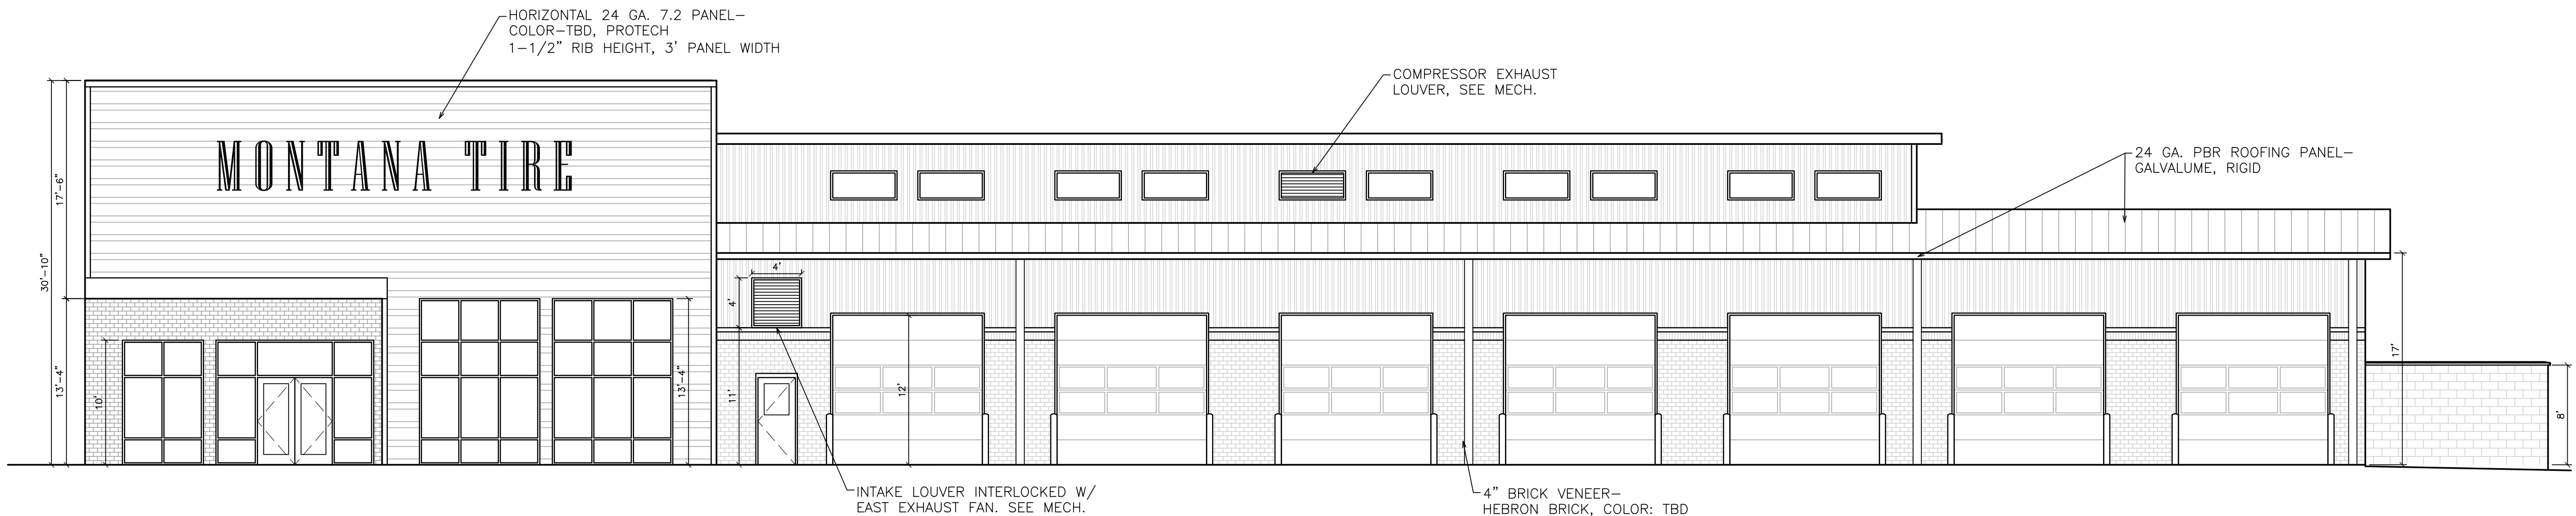 HORIZONTAL 24 GA. 7.2 PANEL–
COLOR–TBD, PROTECH
1–1/2" RIB HEIGHT, 3' PANEL WIDTH
COMPRESSOR EXHAUST
LOUVER, SEE MECH.
MONTANA TIRE
24 GA. PBR ROOFING PANEL–
GALVALUME, RIGID
30'–10"
17'–6"
13'–4"
10'
13'–4"
4'
4'
11'
12'
17'
8'
INTAKE LOUVER INTERLOCKED W/
EAST EXHAUST FAN. SEE MECH.
4" BRICK VENEER–
HEBRON BRICK, COLOR: TBD